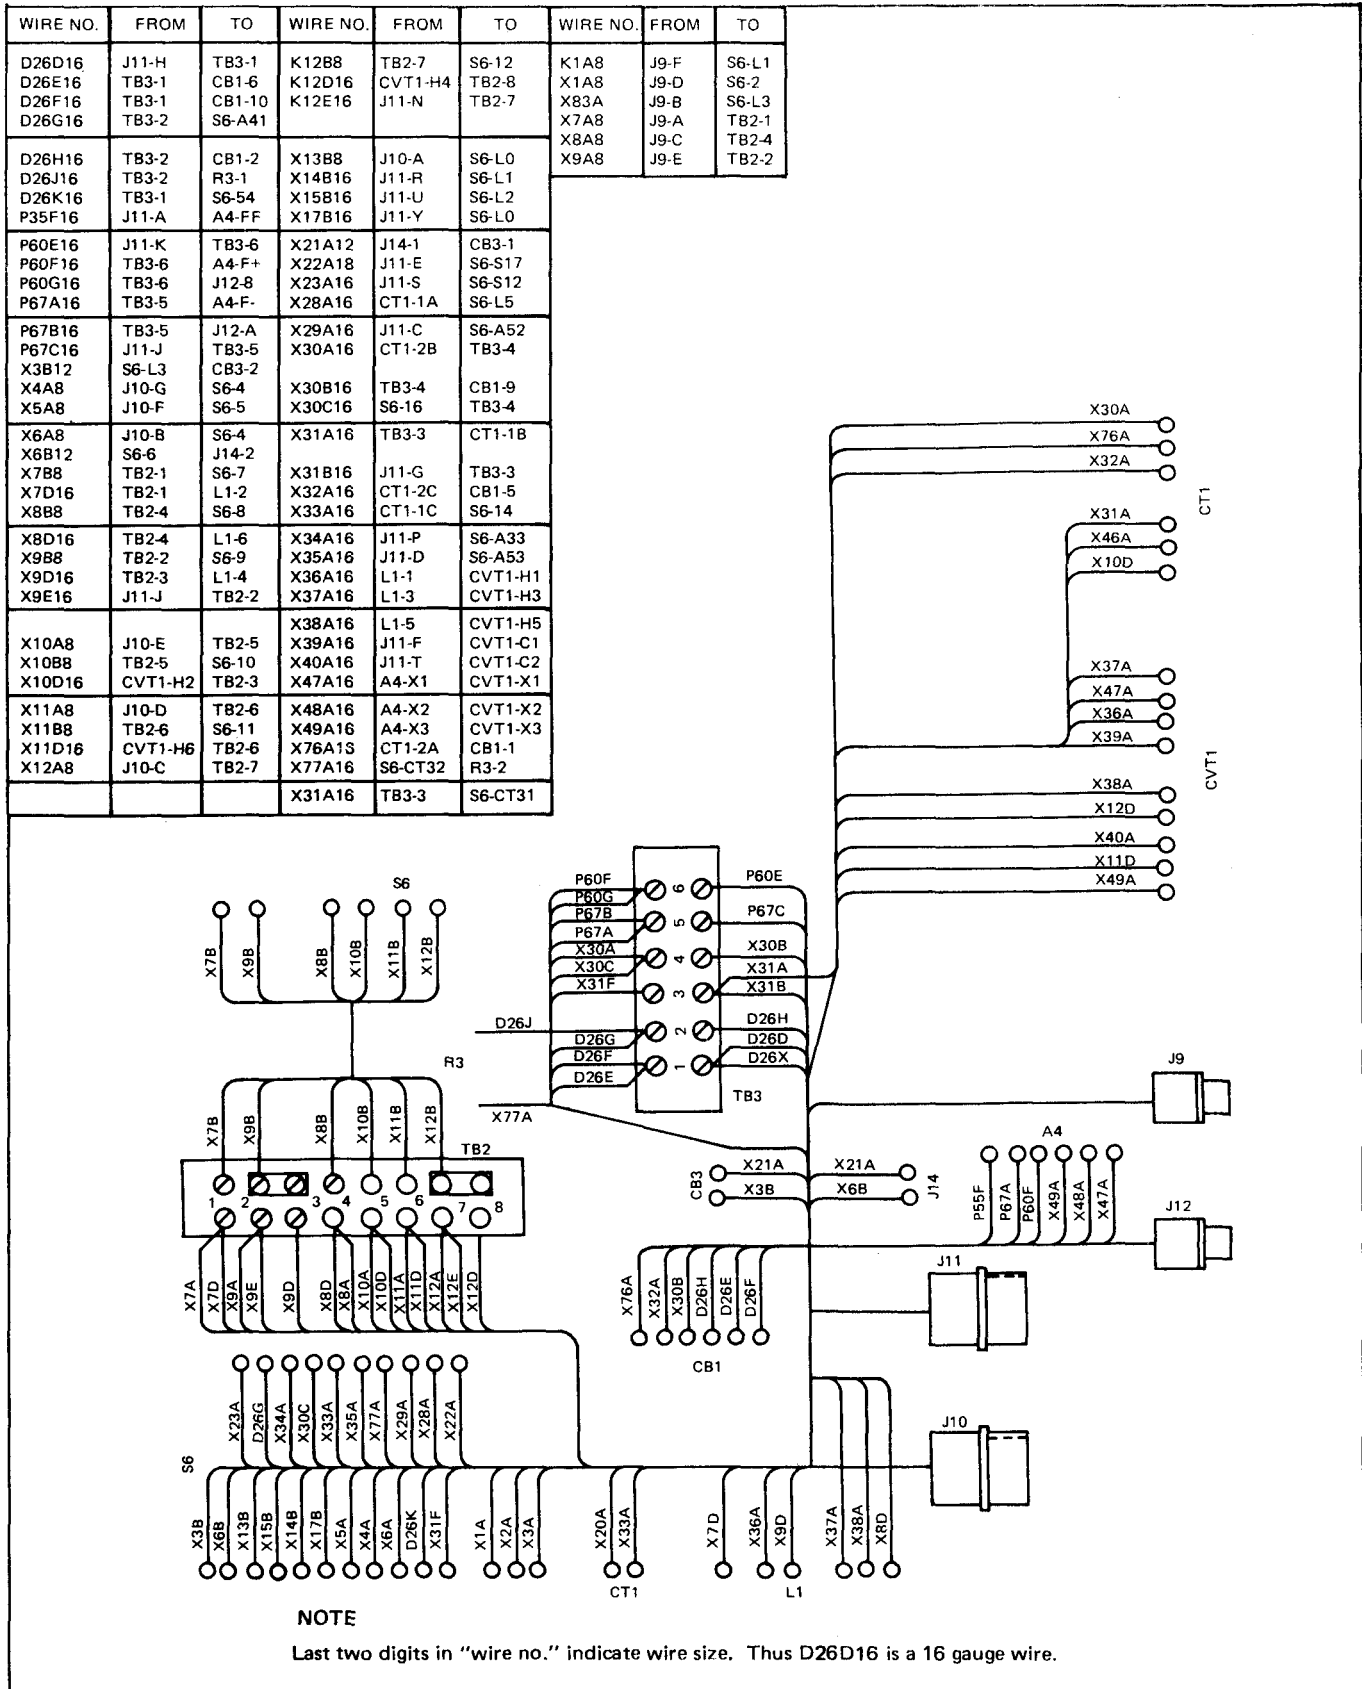 WIRE NO. FROM TO WIRE NO. FROM TO WIRE NO. FROM TO
D26D16 J11-H TB3-1 K12B8 TB2-7 S6-12 K1A8 J9-F S6-L1
D26E16 TB3-1 CB1-6 K12D16 CVT1-H4 TB2-8 X1A8 J9-D S6-2
D26F16 TB3-1 CB1-10 K12E16 J11-N TB2-7 X83A J9-B S6-L3
D26G16 TB3-2 S6-A41 X7A8 J9-A TB2-1
X8A8 J9-C TB2-4
D26H16 TB3-2 CB1-2 X13B8 J10-A S6-L0 X9A8 J9-E TB2-2
D26J16 TB3-2 R3-1 X14B16 J11-R S6-L1
D26K16 TB3-1 S6-54 X15B16 J11-U S6-L2
P35F16 J11-A A4-FF X17B16 J11-Y S6-L0
P60E16 J11-K TB3-6 X21A12 J14-1 CB3-1
P60F16 TB3-6 A4-F+ X22A18 J11-E S6-S17
P60G16 TB3-6 J12-8 X23A16 J11-S S6-S12
P67A16 TB3-5 A4-F- X28A16 CT1-1A S6-L5
P67B16 TB3-5 J12-A X29A16 J11-C S6-A52
P67C16 J11-J TB3-5 X30A16 CT1-2B TB3-4
X3B12 S6-L3 CB3-2
X4A8 J10-G S6-4 X30B16 TB3-4 CB1-9
X5A8 J10-F S6-5 X30C16 S6-16 TB3-4
X6A8 J10-B S6-4 X31A16 TB3-3 CT1-1B
X6B12 S6-6 J14-2
X7B8 TB2-1 S6-7 X31B16 J11-G TB3-3
X7D16 TB2-1 L1-2 X32A16 CT1-2C CB1-5
X8B8 TB2-4 S6-8 X33A16 CT1-1C S6-14
X8D16 TB2-4 L1-6 X34A16 J11-P S6-A33
X9B8 TB2-2 S6-9 X35A16 J11-D S6-A53
X9D16 TB2-3 L1-4 X36A16 L1-1 CVT1-H1
X9E16 J11-J TB2-2 X37A16 L1-3 CVT1-H3
X38A16 L1-5 CVT1-H5
X10A8 J10-E TB2-5 X39A16 J11-F CVT1-C1
X10B8 TB2-5 S6-10 X40A16 J11-T CVT1-C2
X10D16 CVT1-H2 TB2-3 X47A16 A4-X1 CVT1-X1
X11A8 J10-D TB2-6 X48A16 A4-X2 CVT1-X2
X11B8 TB2-6 S6-11 X49A16 A4-X3 CVT1-X3
X11D16 CVT1-H6 TB2-6 X76A1S CT1-2A CB1-1
X12A8 J10-C TB2-7 X77A16 S6-CT32 R3-2
X31A16 TB3-3 S6-CT31
X30A
X76A
X32A
CT1
X31A
X46A
X10D
X37A
X47A
X36A
X39A
CVT1
X38A
X12D
X40A
X11D
X49A
P60F 6 P60E
P60G
P67B 5 P67C
P67A
X30A 4 X30B
X30C X31A
X31F 3 X31B
D26J 2 D26H
D26G D26D
D26F 1 D26X
D26E
TB3
X77A
S6
X7B X9B X8B X10B X11B X12B
R3
X7B X9B X8B X10B X11B X12B
TB2
1 2 3 4 5 6 7 8
X7A X7D X9A X9E X9D X8D X8A X10A X10D X11A X11D X12A X12E X12D
J9
CB3 X21A X21A J14
X3B X6B
A4
P55F P67A P60F X49A X48A X47A
J12
X76A X32A X30B D26H D26E D26F
CB1
J11
X23A D26G X34A X30C X33A X35A X77A X29A X28A X22A
S6
J10
X3B X6B X13B X15B X14B X17B X5A X4A X6A D26K X31F X1A X2A X3A X20A X33A X7D X36A X9D X37A X38A X8D
CT1 L1
NOTE
Last two digits in "wire no." indicate wire size. Thus D26D16 is a 16 gauge wire.